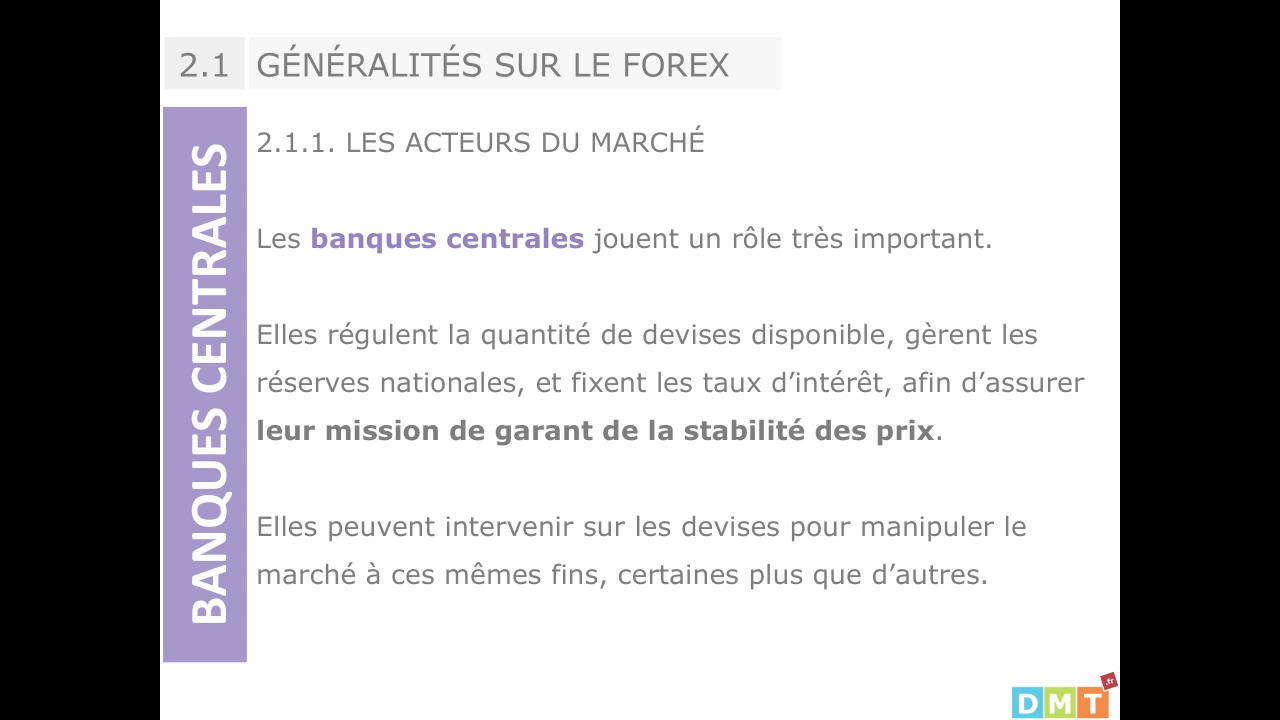 2.1 GÉNÉRALITÉS SUR LE FOREX
BANQUES CENTRALES
2.1.1. LES ACTEURS DU MARCHÉ
Les banques centrales jouent un rôle très important.
Elles régulent la quantité de devises disponible, gèrent les
réserves nationales, et fixent les taux d’intérêt, afin d’assurer
leur mission de garant de la stabilité des prix.
Elles peuvent intervenir sur les devises pour manipuler le
marché à ces mêmes fins, certaines plus que d’autres.
DMT.fr